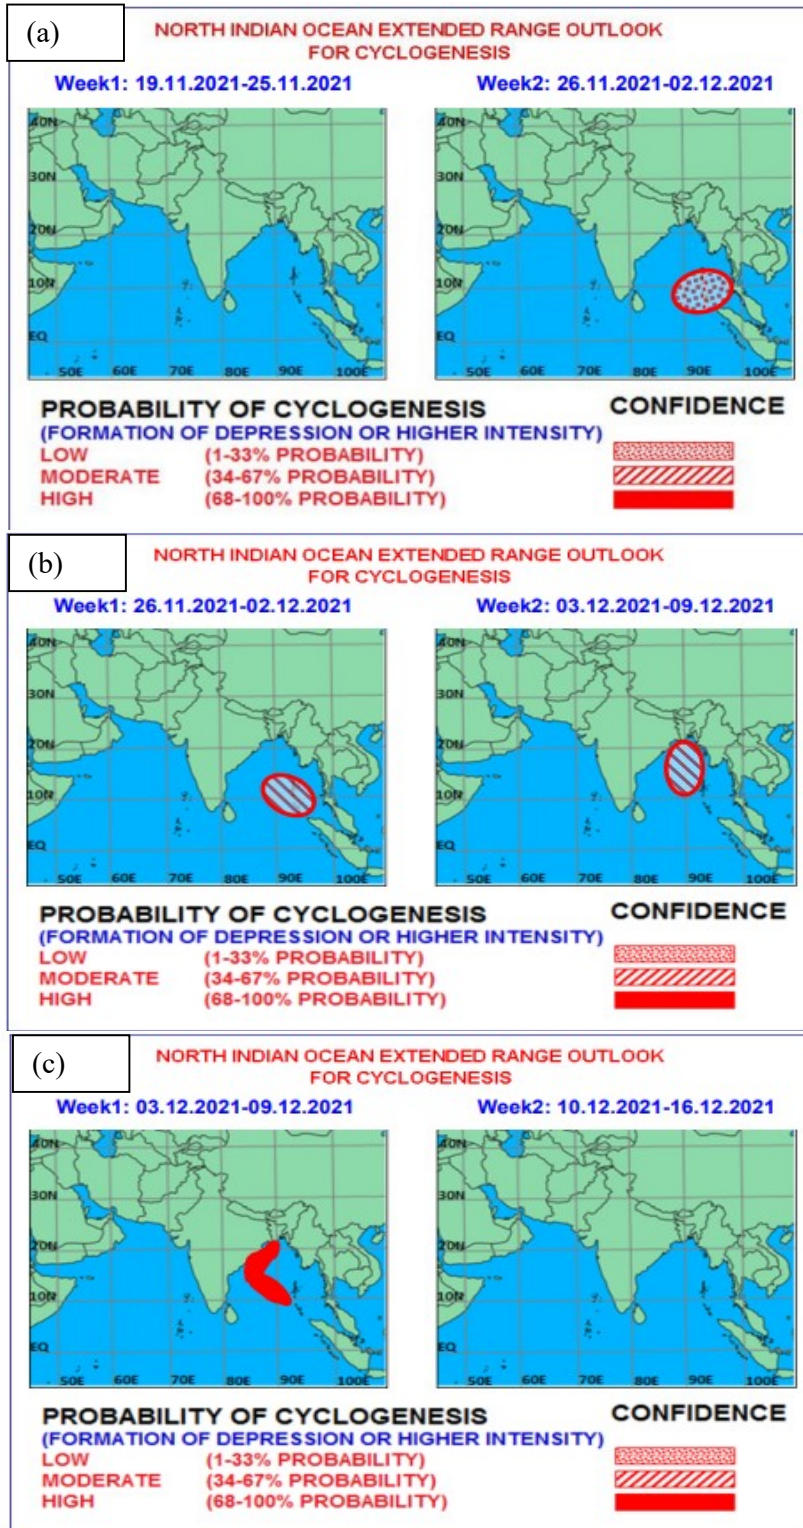 (a)
NORTH INDIAN OCEAN EXTENDED RANGE OUTLOOK
FOR CYCLOGENESIS
Week1: 19.11.2021-25.11.2021
Week2: 26.11.2021-02.12.2021
40N
30N
20N
10N
EQ
50E 60E 70E 80E 90E 100E
40N
30N
20N
10N
EQ
50E 60E 70E 80E 90E 100E
PROBABILITY OF CYCLOGENESIS
CONFIDENCE
(FORMATION OF DEPRESSION OR HIGHER INTENSITY)
LOW (1-33% PROBABILITY)
MODERATE (34-67% PROBABILITY)
HIGH (68-100% PROBABILITY)
(b)
NORTH INDIAN OCEAN EXTENDED RANGE OUTLOOK
FOR CYCLOGENESIS
Week1: 26.11.2021-02.12.2021
Week2: 03.12.2021-09.12.2021
40N
30N
20N
10N
EQ
50E 60E 70E 80E 90E 100E
40N
30N
20N
10N
EQ
50E 60E 70E 80E 90E 100E
PROBABILITY OF CYCLOGENESIS
CONFIDENCE
(FORMATION OF DEPRESSION OR HIGHER INTENSITY)
LOW (1-33% PROBABILITY)
MODERATE (34-67% PROBABILITY)
HIGH (68-100% PROBABILITY)
(c)
NORTH INDIAN OCEAN EXTENDED RANGE OUTLOOK
FOR CYCLOGENESIS
Week1: 03.12.2021-09.12.2021
Week2: 10.12.2021-16.12.2021
40N
30N
20N
10N
EQ
50E 60E 70E 80E 90E 100E
40N
30N
20N
10N
EQ
50E 60E 70E 80E 90E 100E
PROBABILITY OF CYCLOGENESIS
CONFIDENCE
(FORMATION OF DEPRESSION OR HIGHER INTENSITY)
LOW (1-33% PROBABILITY)
MODERATE (34-67% PROBABILITY)
HIGH (68-100% PROBABILITY)